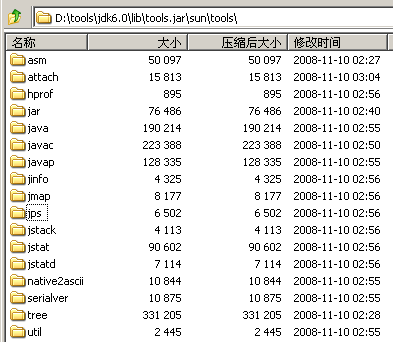 D:\tools\jdk6.0\lib\tools.jar\sun\tools\
名称 大小 压缩后大小 修改时间
asm 50 097 50 097 2008-11-10 02:27
attach 15 813 15 813 2008-11-10 03:04
hprof 895 895 2008-11-10 02:56
jar 76 486 76 486 2008-11-10 02:40
java 190 214 190 214 2008-11-10 02:55
javac 223 388 223 388 2008-11-10 02:50
javap 128 335 128 335 2008-11-10 02:55
jinfo 4 325 4 325 2008-11-10 02:56
jmap 8 177 8 177 2008-11-10 02:56
jps 6 502 6 502 2008-11-10 02:56
jstack 4 113 4 113 2008-11-10 02:56
jstat 90 602 90 602 2008-11-10 02:56
jstatd 7 114 7 114 2008-11-10 02:56
native2ascii 10 844 10 844 2008-11-10 02:55
serialver 10 875 10 875 2008-11-10 02:55
tree 331 205 331 205 2008-11-10 02:28
util 2 445 2 445 2008-11-10 02:55